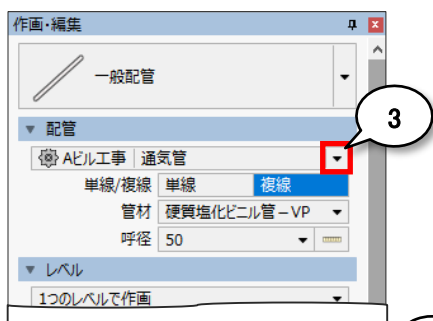 作画・編集
一般配管
3
配管
Aビル工事 通気管
単線/複線 単線 複線
管材 硬質塩化ビニル管 – VP
呼径 50
レベル
1つのレベルで作画